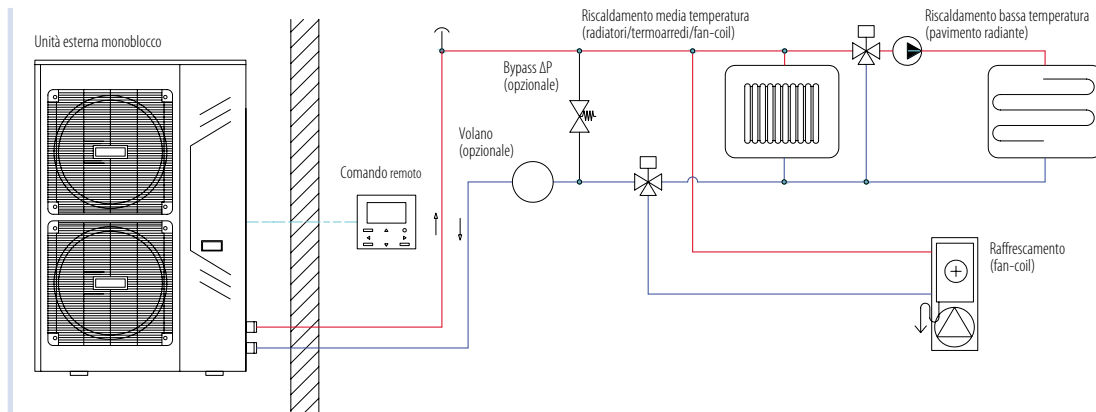 Unità esterna monoblocco
Riscaldamento media temperatura
(radiatori/termoarredi/fan-coil)
Riscaldamento bassa temperatura
(pavimento radiante)
Bypass ΔP
(opzionale)
Volano
(opzionale)
Comando remoto
Raffrescamento
(fan-coil)